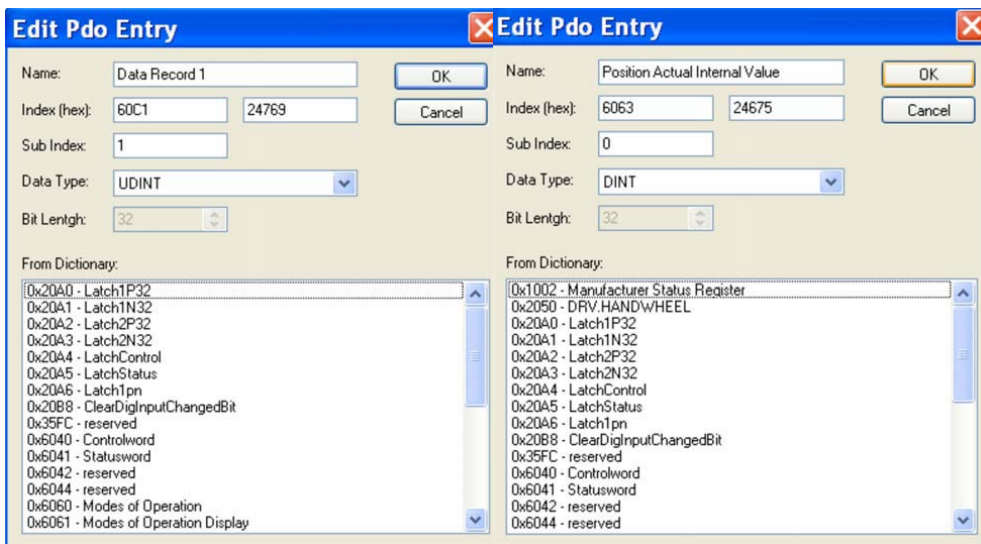 Edit Pdo Entry
Name: Data Record 1 OK
Index (hex): 60C1 24769 Cancel
Sub Index: 1
Data Type: UDINT
Bit Lentgh: 32
From Dictionary:
0x20A0 - Latch1P32
0x20A1 - Latch1N32
0x20A2 - Latch2P32
0x20A3 - Latch2N32
0x20A4 - LatchControl
0x20A5 - LatchStatus
0x20A6 - Latch1pn
0x20B8 - ClearDigInputChangedBit
0x35FC - reserved
0x6040 - Controlword
0x6041 - Statusword
0x6042 - reserved
0x6044 - reserved
0x6060 - Modes of Operation
0x6061 - Modes of Operation Display
Edit Pdo Entry
Name: Position Actual Internal Value OK
Index (hex): 6063 24675 Cancel
Sub Index: 0
Data Type: DINT
Bit Lentgh: 32
From Dictionary:
0x1002 - Manufacturer Status Register
0x2050 - DRV.HANDWHEEL
0x20A0 - Latch1P32
0x20A1 - Latch1N32
0x20A2 - Latch2P32
0x20A3 - Latch2N32
0x20A4 - LatchControl
0x20A5 - LatchStatus
0x20A6 - Latch1pn
0x20B8 - ClearDigInputChangedBit
0x35FC - reserved
0x6040 - Controlword
0x6041 - Statusword
0x6042 - reserved
0x6044 - reserved